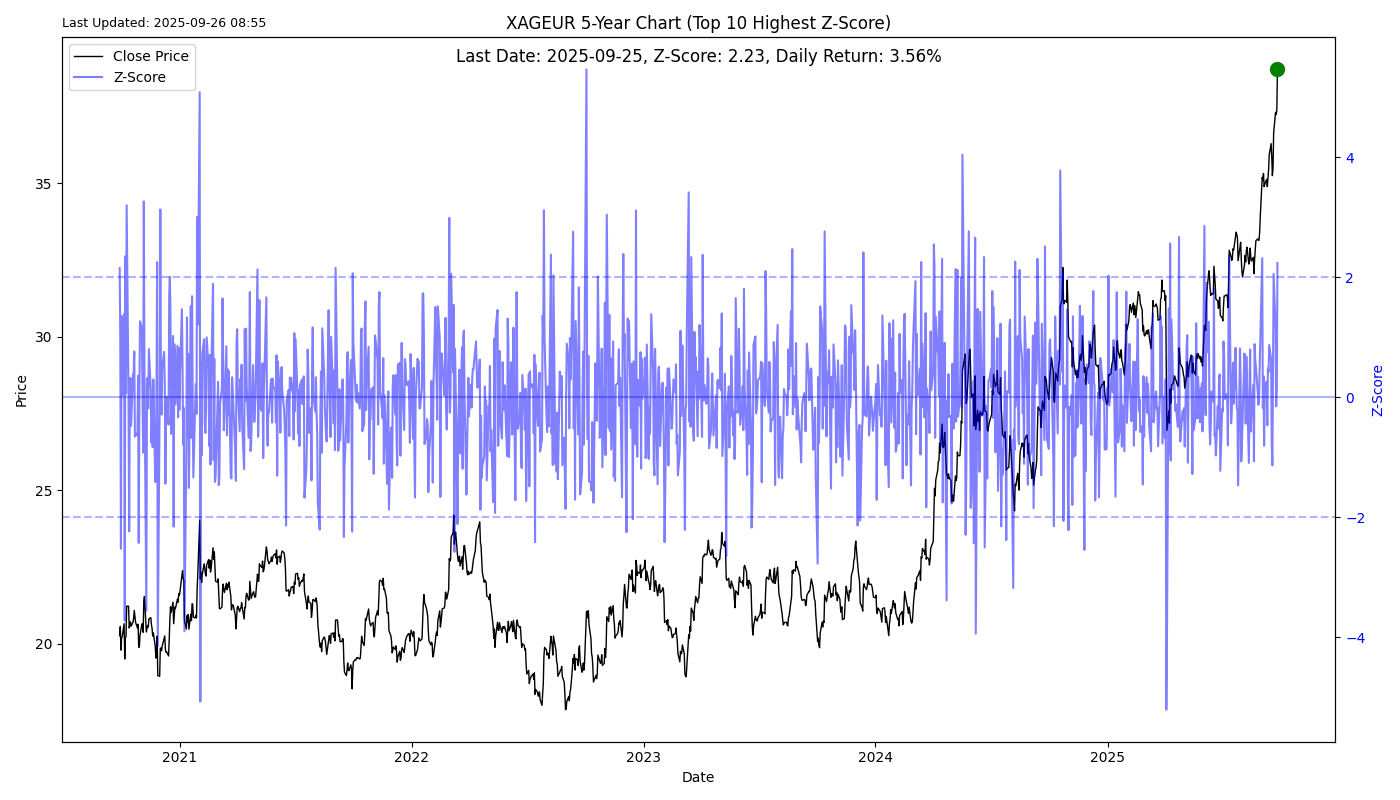 Last Updated: 2025-09-26 08:55
XAGEUR 5-Year Chart (Top 10 Highest Z-Score)
Last Date: 2025-09-25, Z-Score: 2.23, Daily Return: 3.56%
Close Price
Z-Score
Price
35
30
25
20
4
2
0
−2
−4
Z-Score
2021
2022
2023
2024
2025
Date